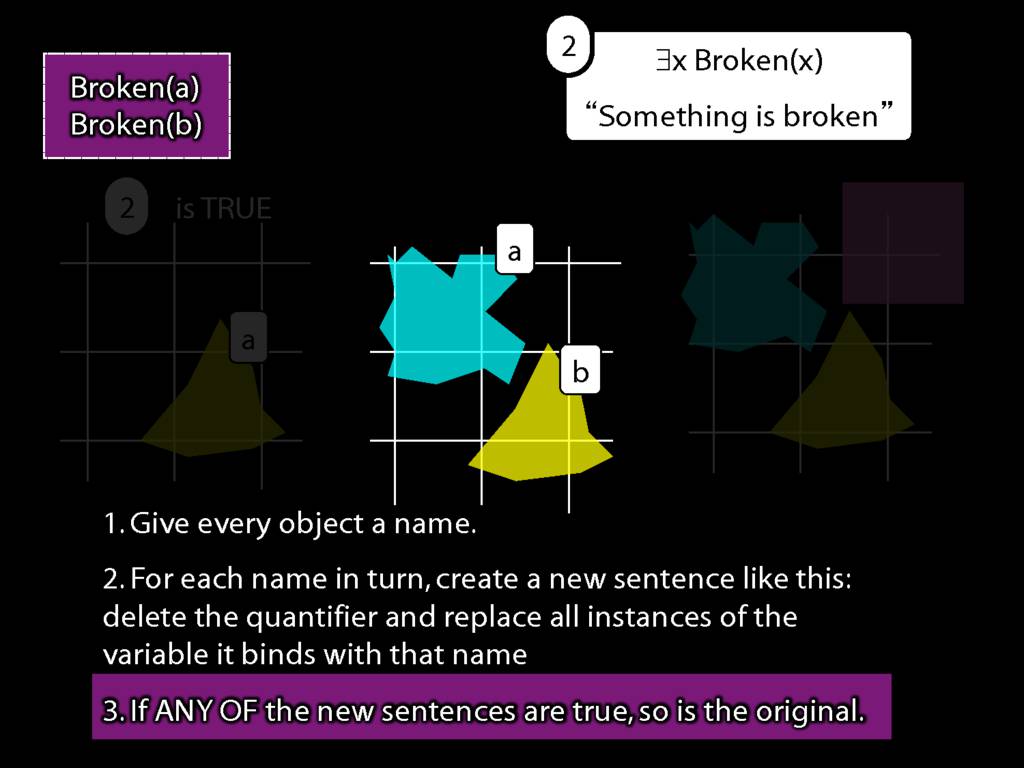 Broken(a)
Broken(b)
2
∃x Broken(x)
“Something is broken”
2 is TRUE
a
a
b
1. Give every object a name.
2. For each name in turn, create a new sentence like this:
delete the quantifier and replace all instances of the
variable it binds with that name
3. If ANY OF the new sentences are true, so is the original.